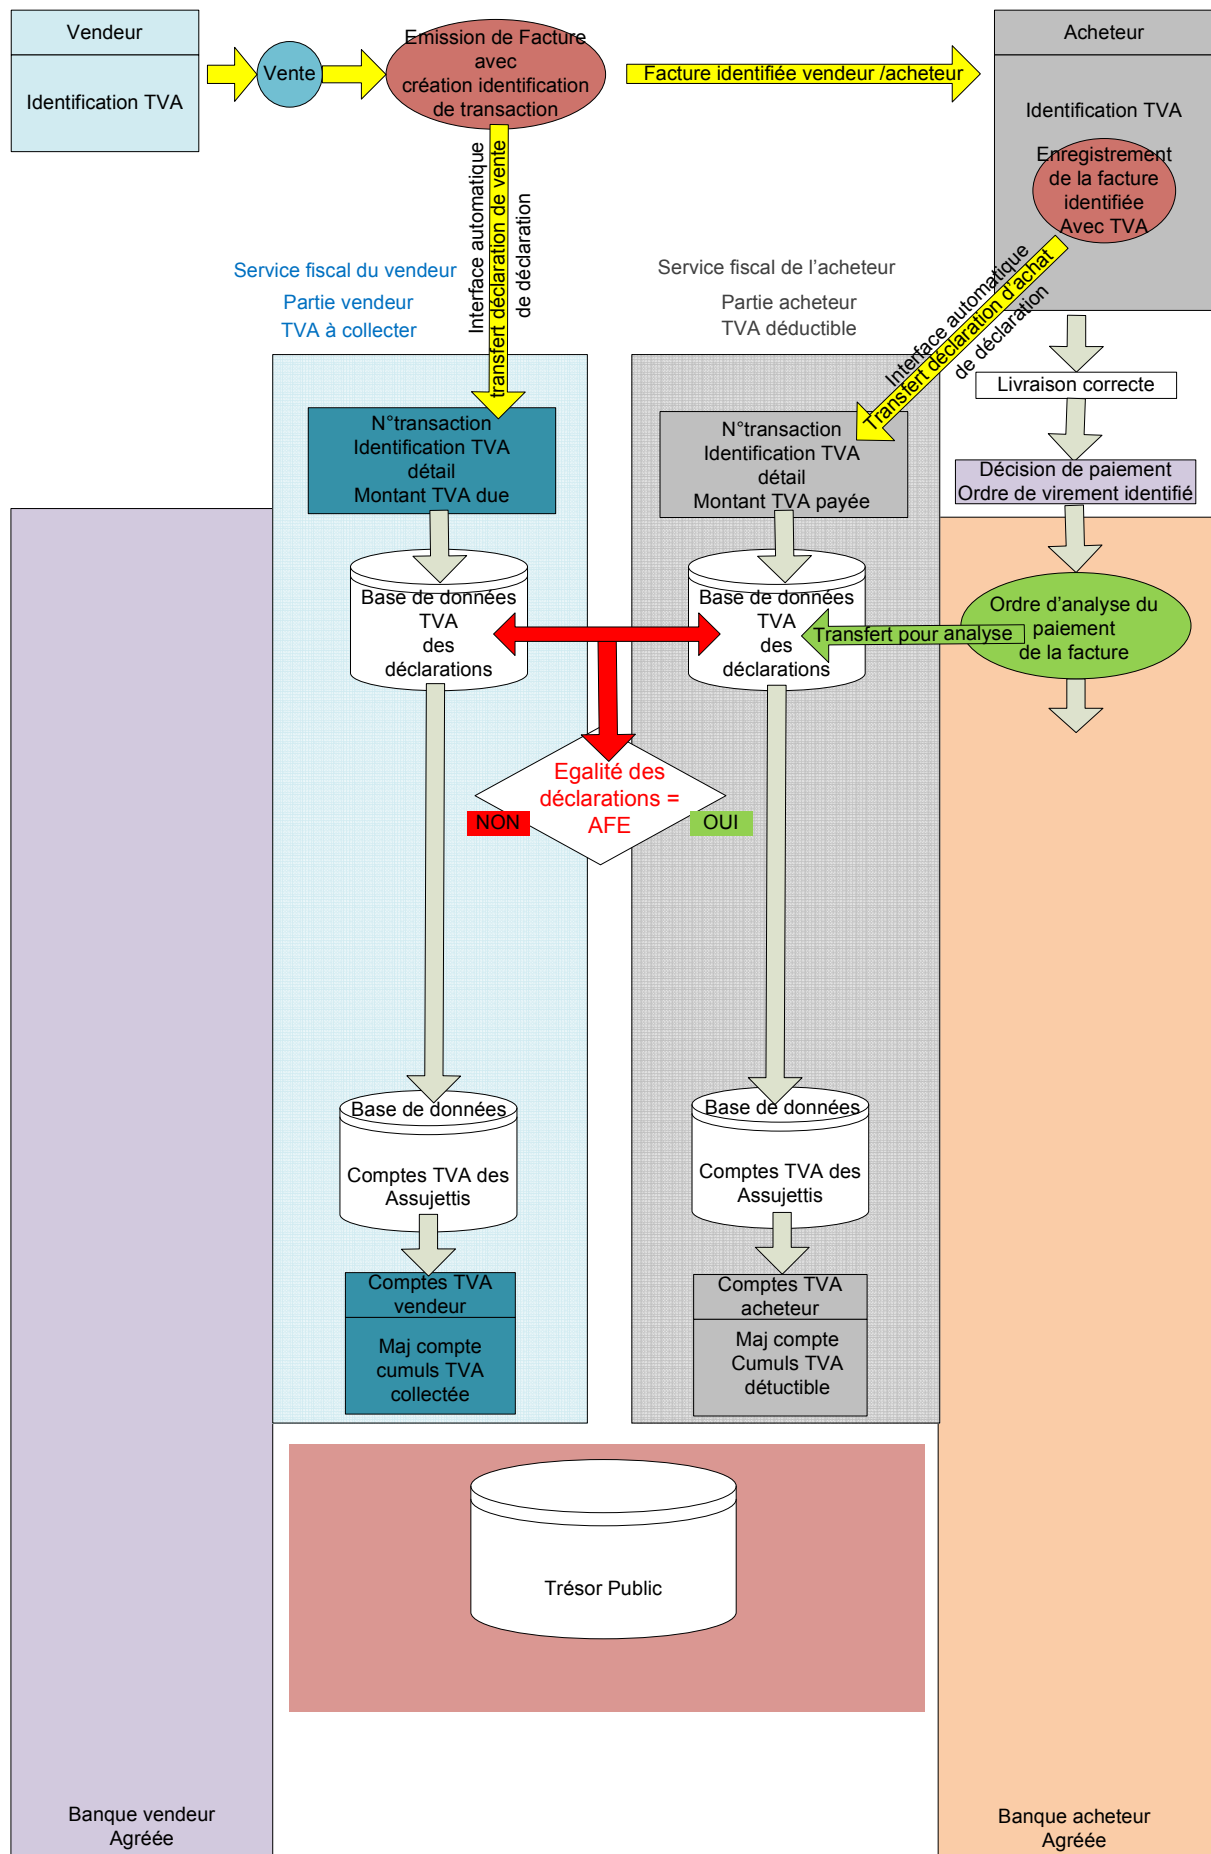 Vendeur
Identification TVA
Vente
Emission de Facture
avec
création identification
de transaction
Facture identifiée vendeur /acheteur
Acheteur
Identification TVA
Enregistrement
de la facture
identifiée
Avec TVA
Interface automatique
transfert déclaration de vente
de déclaration
Service fiscal du vendeur
Partie vendeur
TVA à collecter
Service fiscal de l’acheteur
Partie acheteur
TVA déductible
Interface automatique
Transfert déclaration d’achat
de déclaration
Livraison correcte
Décision de paiement
Ordre de virement identifié
N°transaction
Identification TVA
détail
Montant TVA due
N°transaction
Identification TVA
détail
Montant TVA payée
Base de données
TVA
des
déclarations
Base de données
TVA
des
déclarations
Transfert pour analyse
Ordre d’analyse du
paiement
de la facture
Egalité des
déclarations =
AFE
NON
OUI
Base de données
Comptes TVA des
Assujettis
Base de données
Comptes TVA des
Assujettis
Comptes TVA
vendeur
Maj compte
cumuls TVA
collectée
Comptes TVA
acheteur
Maj compte
Cumuls TVA
détuctible
Trésor Public
Banque vendeur
Agréée
Banque acheteur
Agréée